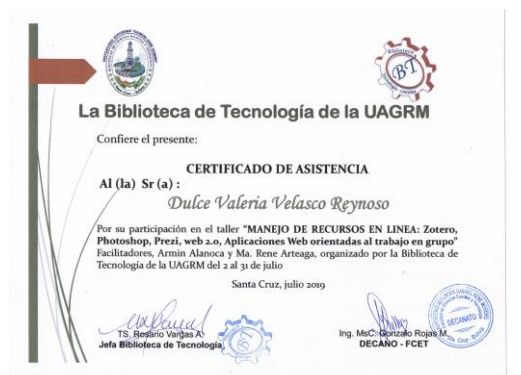 Biblioteca
BT
La Biblioteca de Tecnología de la UAGRM
Confiere el presente:
CERTIFICADO DE ASISTENCIA
Al (la) Sr (a) :
Dulce Valeria Velasco Reynoso
Por su participación en el taller “MANEJO DE RECURSOS EN LINEA: Zotero,
Photoshop, Prezi, web 2.0, Aplicaciones Web orientadas al trabajo en grupo”
Facilitadores, Armin Alanoca y Ma. Rene Arteaga, organizado por la Biblioteca de
Tecnología de la UAGRM del 2 al 31 de julio
Santa Cruz, julio 2019
TS. Rosario Vargas A.
Jefa Biblioteca de Tecnología
Ing. MsC. Gonzalo Rojas M.
DECANO - FCET
DECANATO